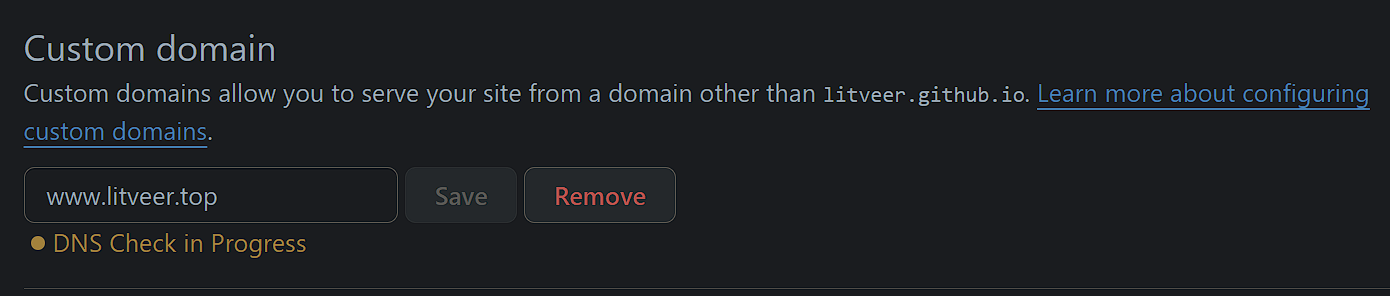 Custom domain
Custom domains allow you to serve your site from a domain other than litveer.github.io. Learn more about configuring
custom domains.
www.litveer.top Save Remove
DNS Check in Progress